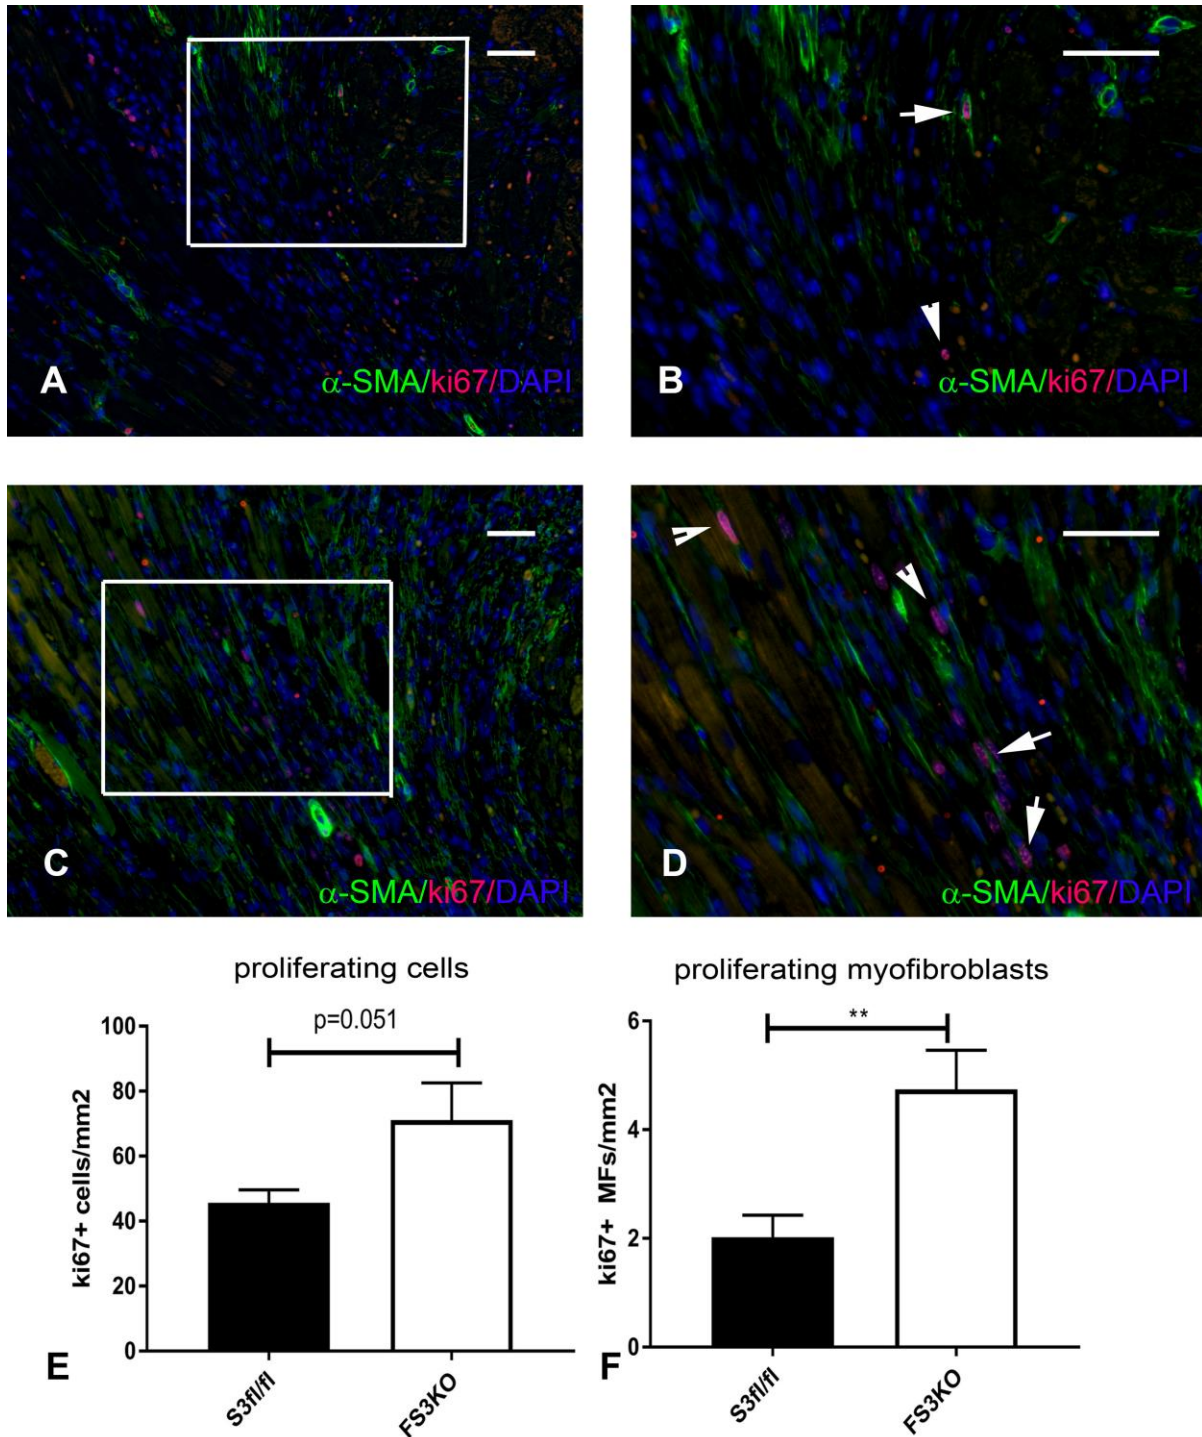 A
α-SMA/ki67/DAPI
B
α-SMA/ki67/DAPI
C
α-SMA/ki67/DAPI
D
α-SMA/ki67/DAPI
proliferating cells
p=0.051
ki67+ cells/mm2
100
80
60
40
20
0
S3fl/fl
FS3KO
E
proliferating myofibroblasts
**
ki67+ MFs/mm2
6
4
2
0
S3fl/fl
FS3KO
F